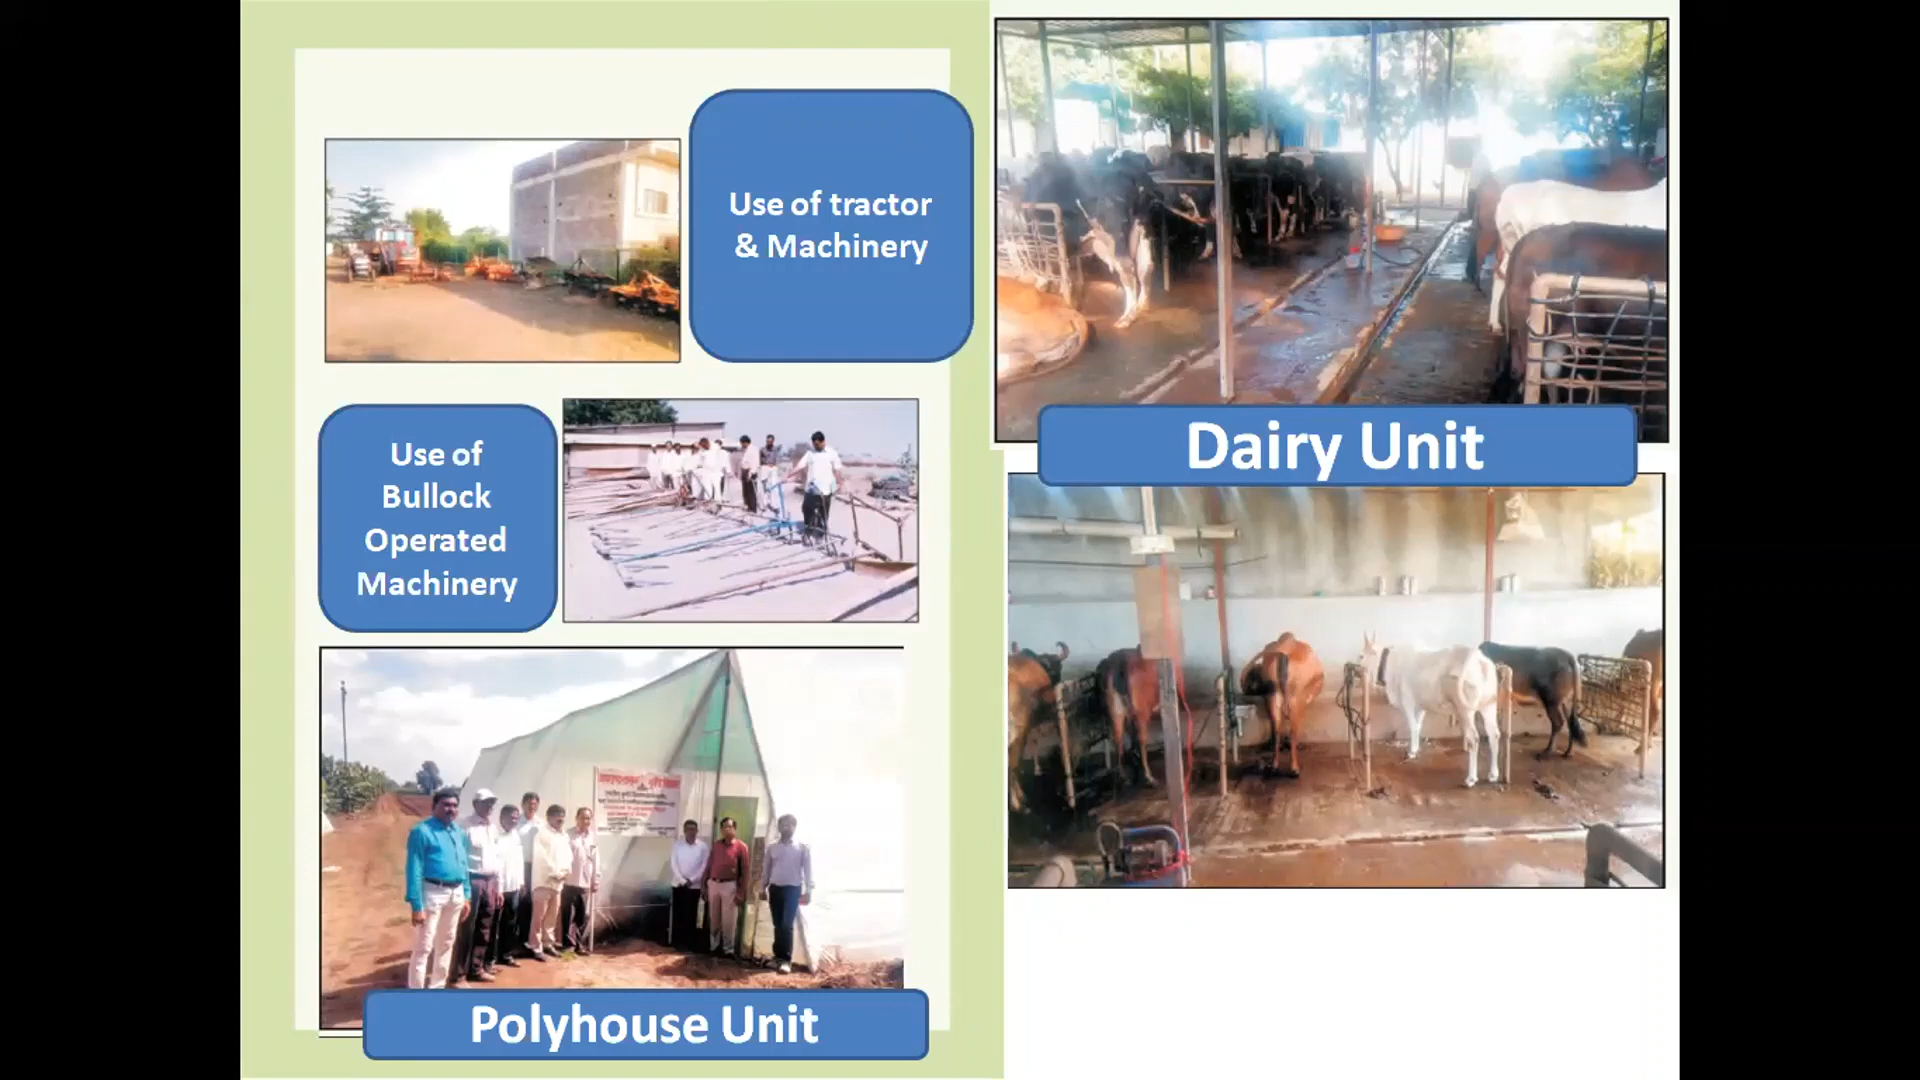 Use of tractor
& Machinery
Use of
Bullock
Operated
Machinery
Polyhouse Unit
Dairy Unit